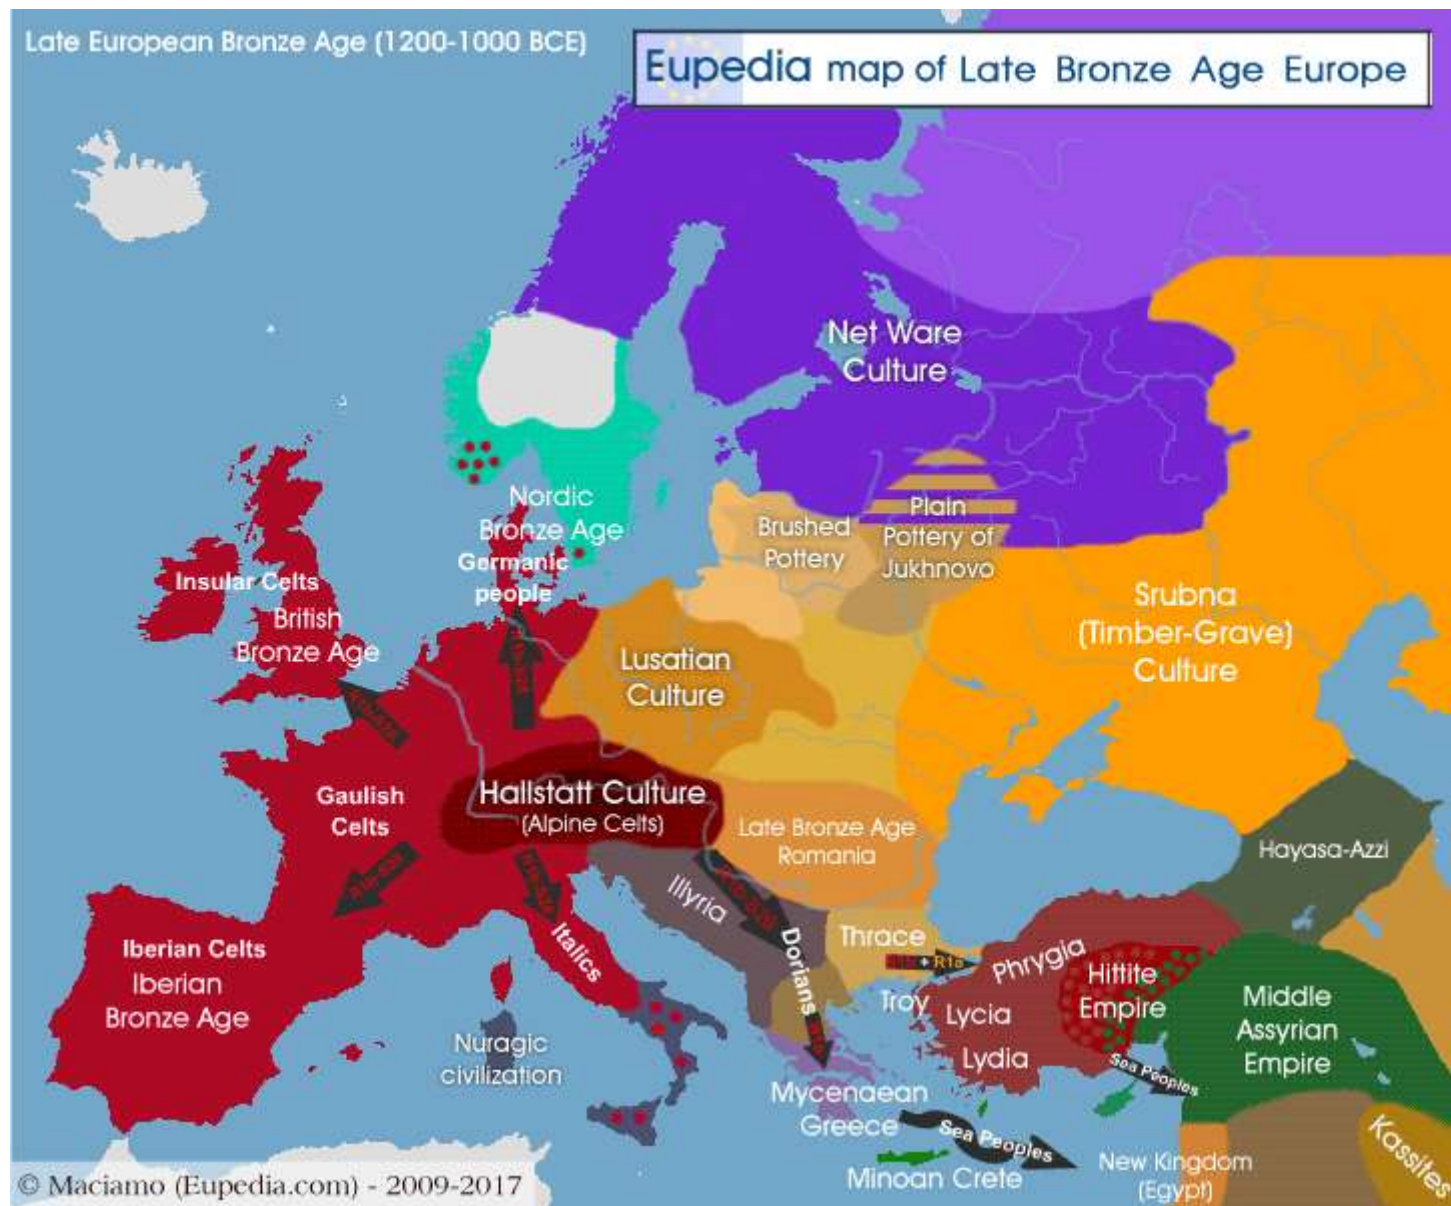 Late European Bronze Age (1200-1000 BCE)
Eupedia map of Late Bronze Age Europe
Net Ware
Culture
Nordic
Bronze Age
Germanic
people
Brushed
Pottery
Plain
Pottery of
Jukhnovo
Insular Celts
British
Bronze Age
Srubna
(Timber-Grave)
Culture
Lusatian
Culture
Hallstatt Culture
(Alpine Celts)
Gaulish
Celts
Late Bronze Age
Romania
Hayasa-Azzi
Illyria
Iberian Celts
Iberian
Bronze Age
Italics
Dorians
Thrace
+ R1a
Phrygia
Hittite
Empire
Troy
Lycia
Lydia
Middle
Assyrian
Empire
Nuragic
civilization
Sea Peoples
Mycenaean
Greece
Sea Peoples
Minoan Crete
New Kingdom
(Egypt)
Kassites
© Maciamo (Eupedia.com) - 2009-2017